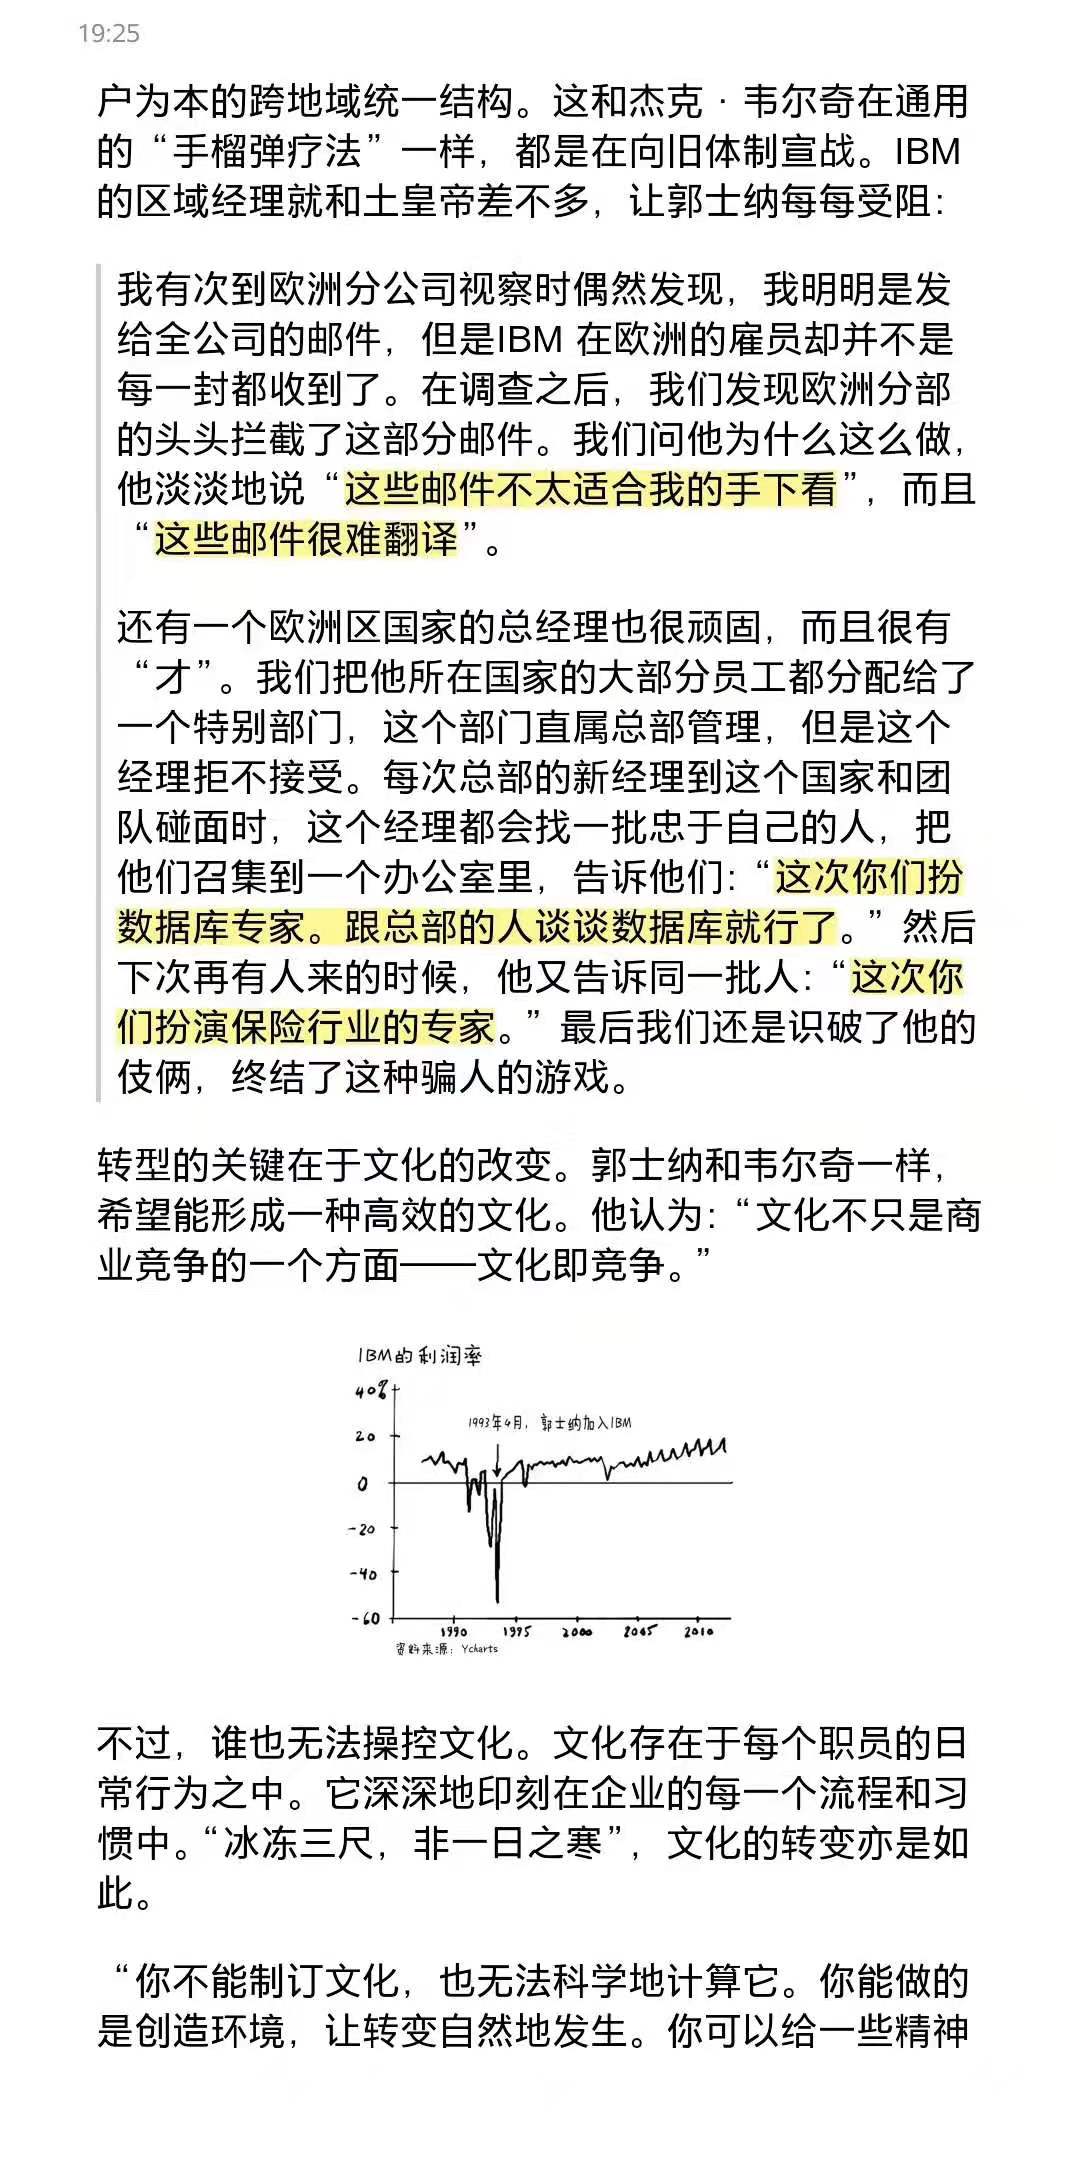 19:25
户为本的跨地域统一结构。这和杰克·韦尔奇在通用
的“手榴弹疗法”一样，都是在向旧体制宣战。IBM
的区域经理就和土皇帝差不多，让郭士纳每每受阻：
我有次到欧洲分公司视察时偶然发现，我明明是发
给全公司的邮件，但是IBM 在欧洲的雇员却并不是
每一封都收到了。在调查之后，我们发现欧洲分部
的头头拦截了这部分邮件。我们问他为什么这么做，
他淡淡地说“这些邮件不太适合我的手下看”，而且
“这些邮件很难翻译”。
还有一个欧洲区国家的总经理也很顽固，而且很有
“才”。我们把他所在国家的大部分员工都分配给了
一个特别部门，这个部门直属总部管理，但是这个
经理拒不接受。每次总部的新经理到这个国家和团
队碰面时，这个经理都会找一批忠于自己的人，把
他们召集到一个办公室里，告诉他们：“这次你们扮
数据库专家。跟总部的人谈谈数据库就行了。”然后
下次再有人来的时候，他又告诉同一批人：“这次你
们扮演保险行业的专家。”最后我们还是识破了他的
伎俩，终结了这种骗人的游戏。
转型的关键在于文化的改变。郭士纳和韦尔奇一样，
希望能形成一种高效的文化。他认为：“文化不只是商
业竞争的一个方面——文化即竞争。”
IBM的利润率
40%
1993年4月，郭士纳加入IBM
20
0
-20
-40
-60
1990 1995 2000 2005 2010
资料来源：Ycharts
不过，谁也无法操控文化。文化存在于每个职员的日
常行为之中。它深深地印刻在企业的每一个流程和习
惯中。“冰冻三尺，非一日之寒”，文化的转变亦是如
此。
“你不能制订文化，也无法科学地计算它。你能做的
是创造环境，让转变自然地发生。你可以给一些精神